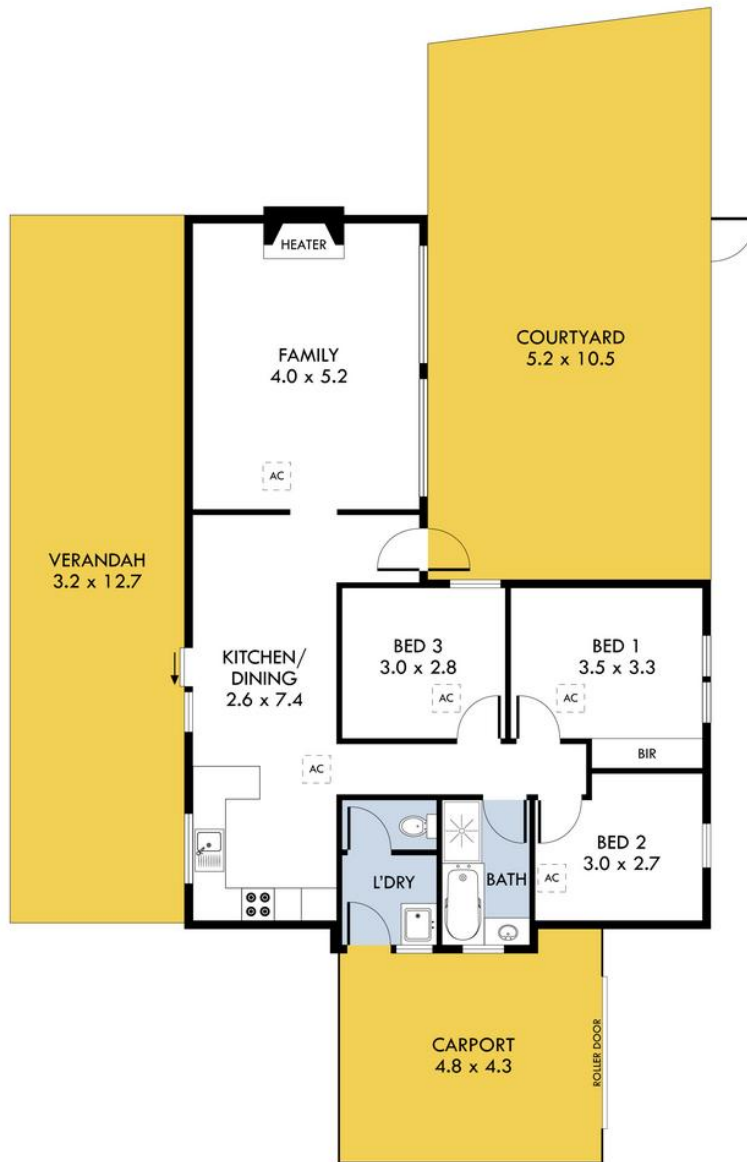 HEATER
FAMILY
4.0 x 5.2
AC
COURTYARD
5.2 x 10.5
VERANDAH
3.2 x 12.7
KITCHEN/
DINING
2.6 x 7.4
AC
BED 3
3.0 x 2.8
AC
BED 1
3.5 x 3.3
AC
BIR
BED 2
3.0 x 2.7
AC
L'DRY
BATH
CARPORT
4.8 x 4.3
ROLLER DOOR